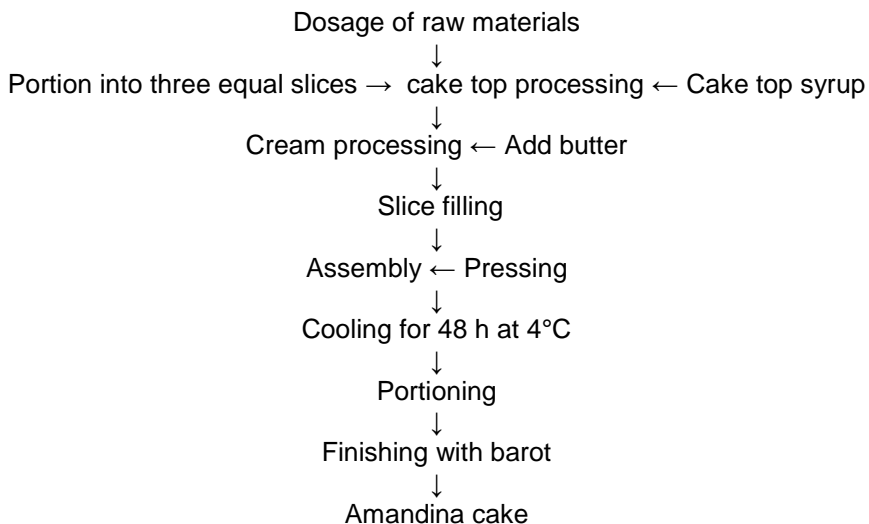 Dosage of raw materials
↓
Portion into three equal slices → cake top processing ← Cake top syrup
↓
Cream processing ← Add butter
↓
Slice filling
↓
Assembly ← Pressing
↓
Cooling for 48 h at 4°C
↓
Portioning
↓
Finishing with barot
↓
Amandina cake